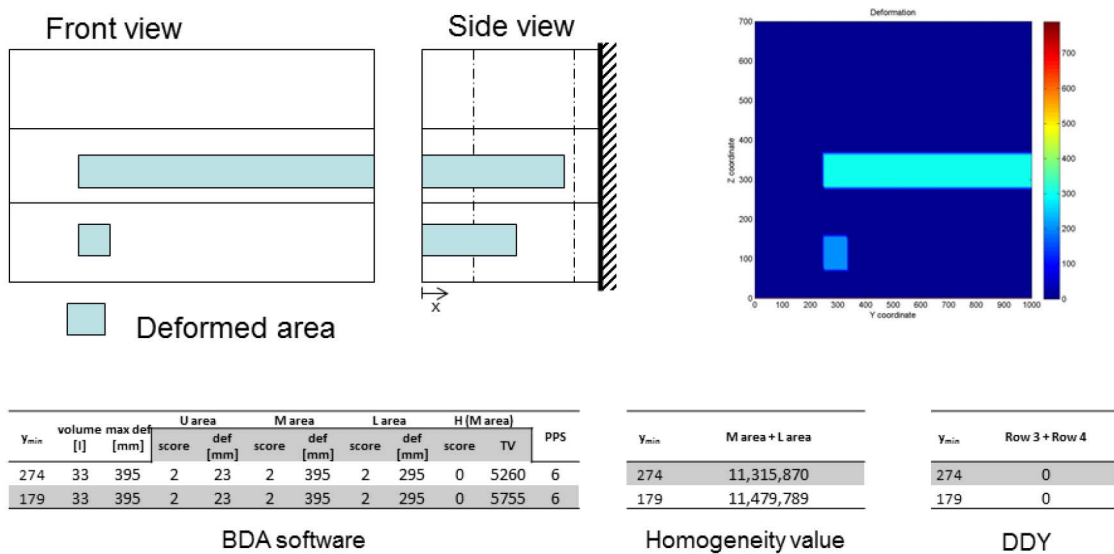 Front view
Side view
Deformation
700
600
500
400
300
200
100
0
Z coordinate
0 100 200 300 400 500 600 700 800 900 1000
Y coordinate
700
600
500
400
300
200
100
0
x
Deformed area
y_min volume [l] max def [mm] U area M area L area H (M area) PPS
score def [mm] score def [mm] score def [mm] score TV
274 33 395 2 23 2 395 2 295 0 5260 6
179 33 395 2 23 2 395 2 295 0 5755 6
BDA software
y_min M area + L area
274 11,315,870
179 11,479,789
Homogeneity value
y_min Row 3 + Row 4
274 0
179 0
DDY